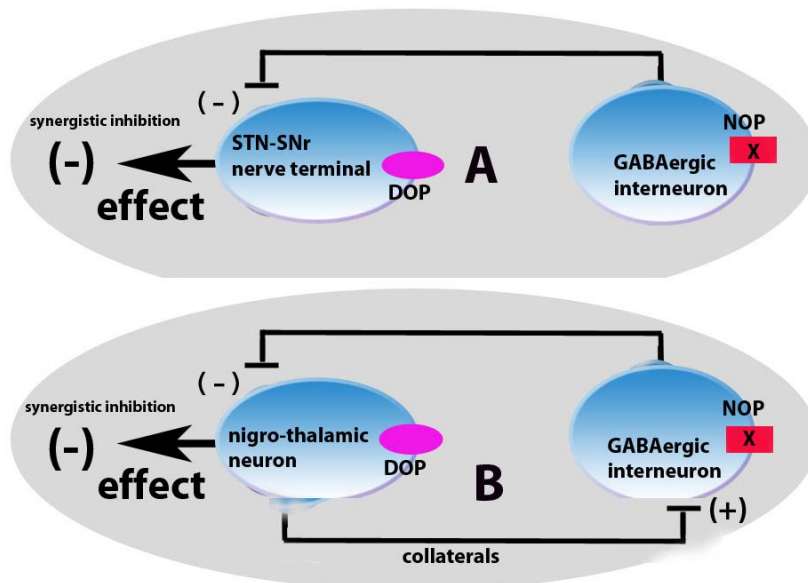 (-)
synergistic inhibition
(-)
effect
STN-SNr
nerve terminal
DOP
A
NOP
X
GABAergic
interneuron
(-)
synergistic inhibition
(-)
effect
nigro-thalamic
neuron
DOP
B
NOP
X
GABAergic
interneuron
(+)
collaterals